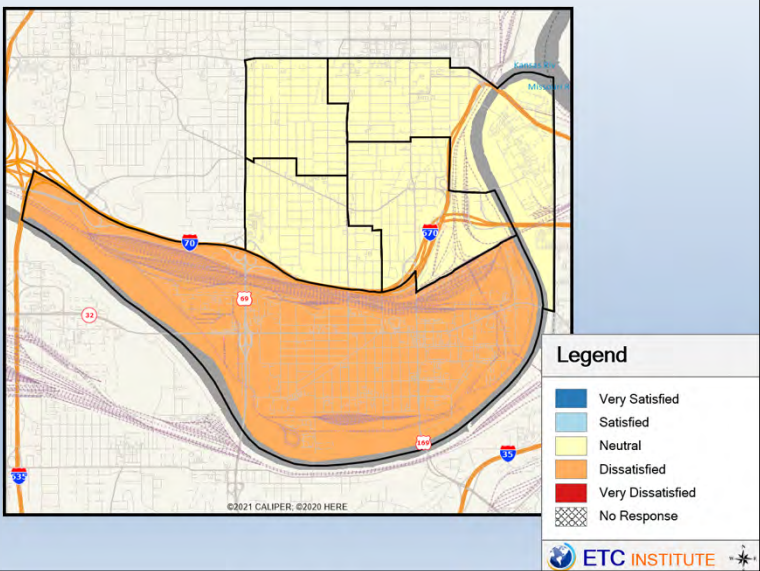 Kansas
Missouri
70
670
69
32
169
35
635
©2021 CALIPER; ©2020 HERE
Legend
Very Satisfied
Satisfied
Neutral
Dissatisfied
Very Dissatisfied
No Response
ETC INSTITUTE